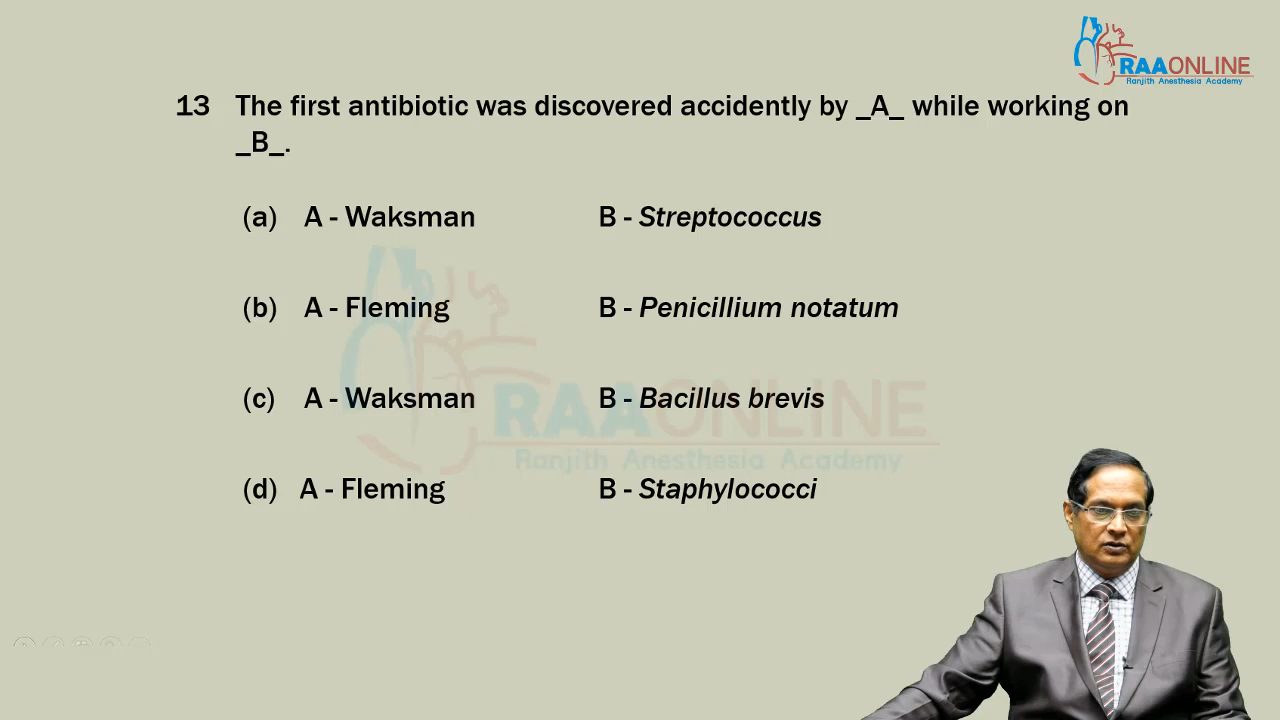 RAAONLINE
Ranjith Anesthesia Academy
13 The first antibiotic was discovered accidently by _A_ while working on
_B_.
(a) A - Waksman B - Streptococcus
(b) A - Fleming B - Penicillium notatum
(c) A - Waksman B - Bacillus brevis
RAAONLINE
Ranjith Anesthesia Academy
(d) A - Fleming B - Staphylococci